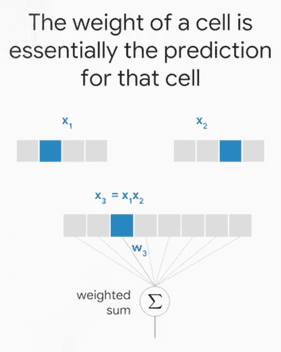 The weight of a cell is
essentially the prediction
for that cell
x₁ x₂
x₃ = x₁x₂
w₃
weighted
sum
Σ